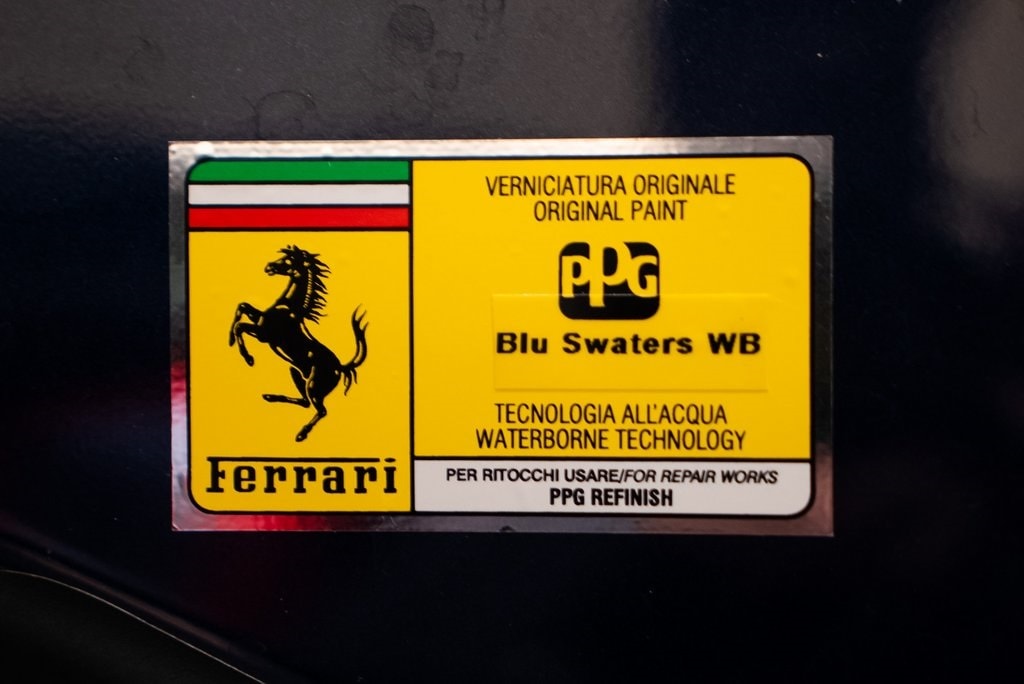 Ferrari
VERNICIATURA ORIGINALE
ORIGINAL PAINT
PPG
Blu Swaters WB
TECNOLOGIA ALL'ACQUA
WATERBORNE TECHNOLOGY
PER RITOCCHI USARE/FOR REPAIR WORKS
PPG REFINISH